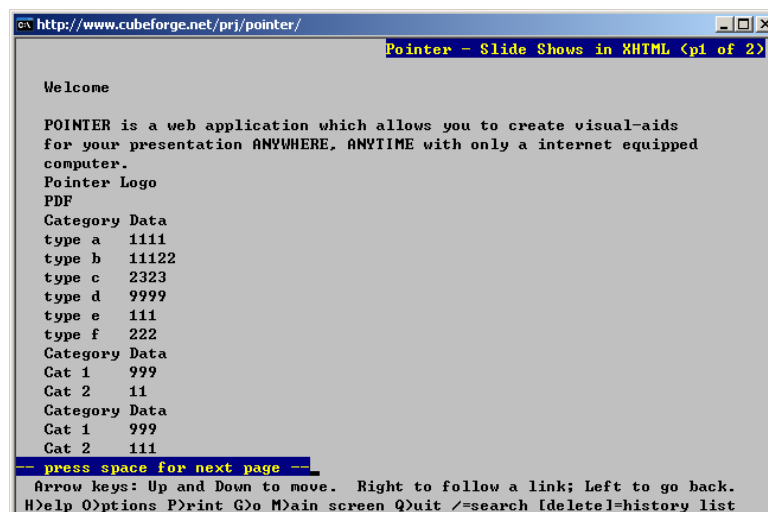 http://www.cubeforge.net/prj/pointer/
Pointer - Slide Shows in XHTML (p1 of 2)
Welcome
POINTER is a web application which allows you to create visual-aids
for your presentation ANYWHERE, ANYTIME with only a internet equipped
computer.
Pointer Logo
PDF
Category Data
type a 1111
type b 11122
type c 2323
type d 9999
type e 111
type f 222
Category Data
Cat 1 999
Cat 2 11
Category Data
Cat 1 999
Cat 2 111
-- press space for next page --
Arrow keys: Up and Down to move. Right to follow a link; Left to go back.
H)elp O)ptions P)rint G)o M)ain screen Q)uit /=search [delete]=history list